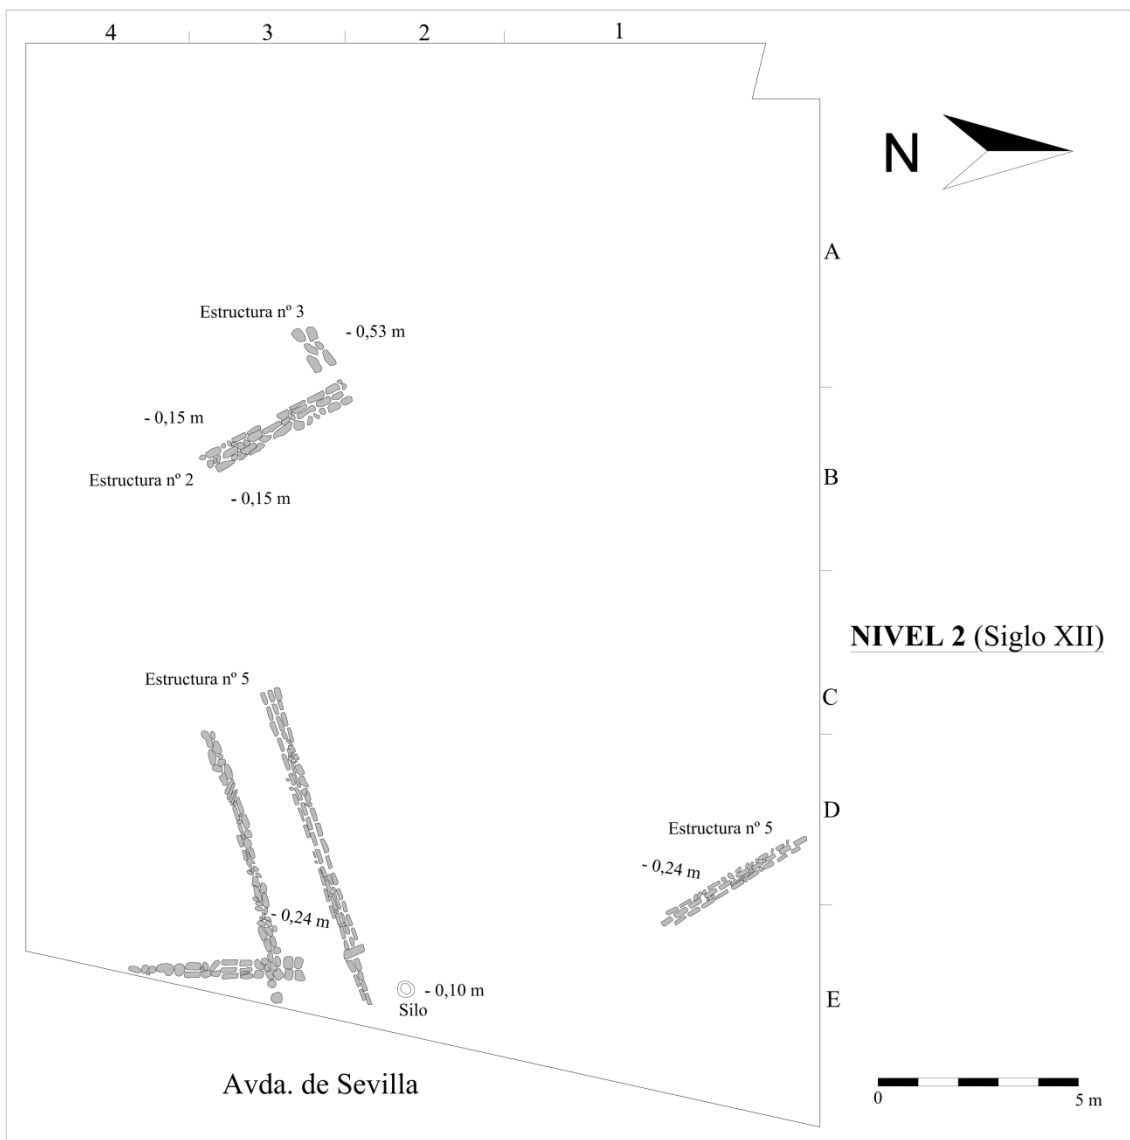 4 3 2 1
N
A
Estructura nº 3
- 0,53 m
- 0,15 m
Estructura nº 2
B
- 0,15 m
NIVEL 2 (Siglo XII)
Estructura nº 5
C
D
Estructura nº 5
- 0,24 m
- 0,24 m
- 0,10 m
Silo
E
Avda. de Sevilla
0 5 m